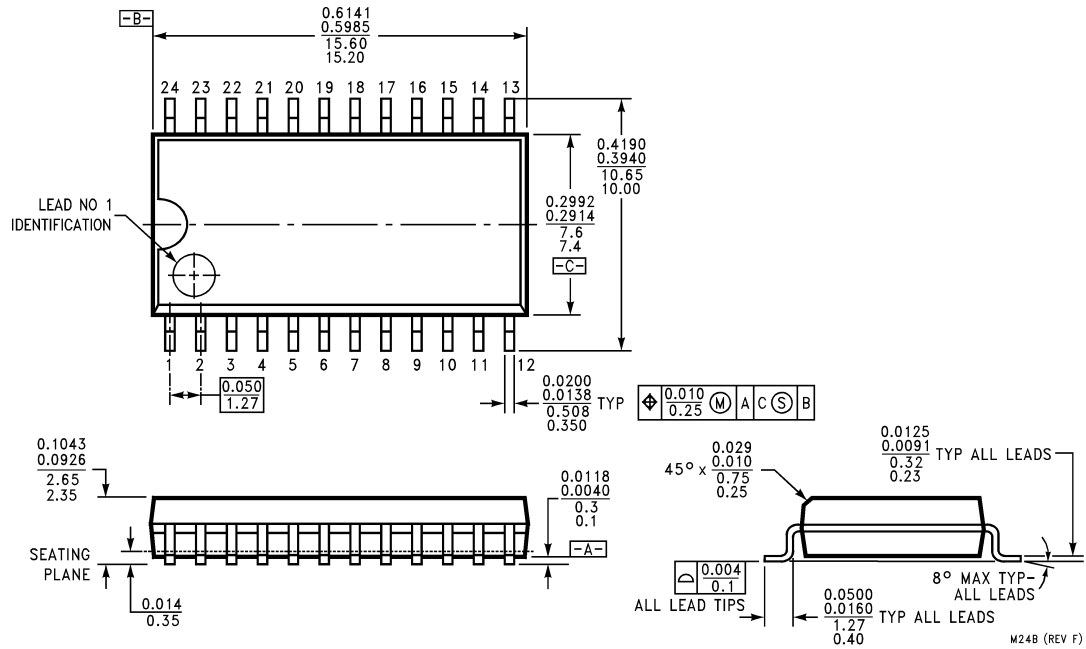 -B-
0.6141
0.5985
15.60
15.20
24 23 22 21 20 19 18 17 16 15 14 13
LEAD NO 1
IDENTIFICATION
0.4190
0.3940
10.65
10.00
0.2992
0.2914
7.6
7.4
-C-
1 2 3 4 5 6 7 8 9 10 11 12
0.050
1.27
0.0200
0.0138
0.508
0.350
TYP
0.010
0.25
M A C S B
0.1043
0.0926
2.65
2.35
SEATING
PLANE
0.014
0.35
0.0118
0.0040
0.3
0.1
-A-
45° x
0.029
0.010
0.75
0.25
0.0125
0.0091
0.32
0.23
TYP ALL LEADS
0.004
0.1
ALL LEAD TIPS
0.0500
0.0160
1.27
0.40
TYP ALL LEADS
8° MAX TYP-
ALL LEADS
M24B (REV F)